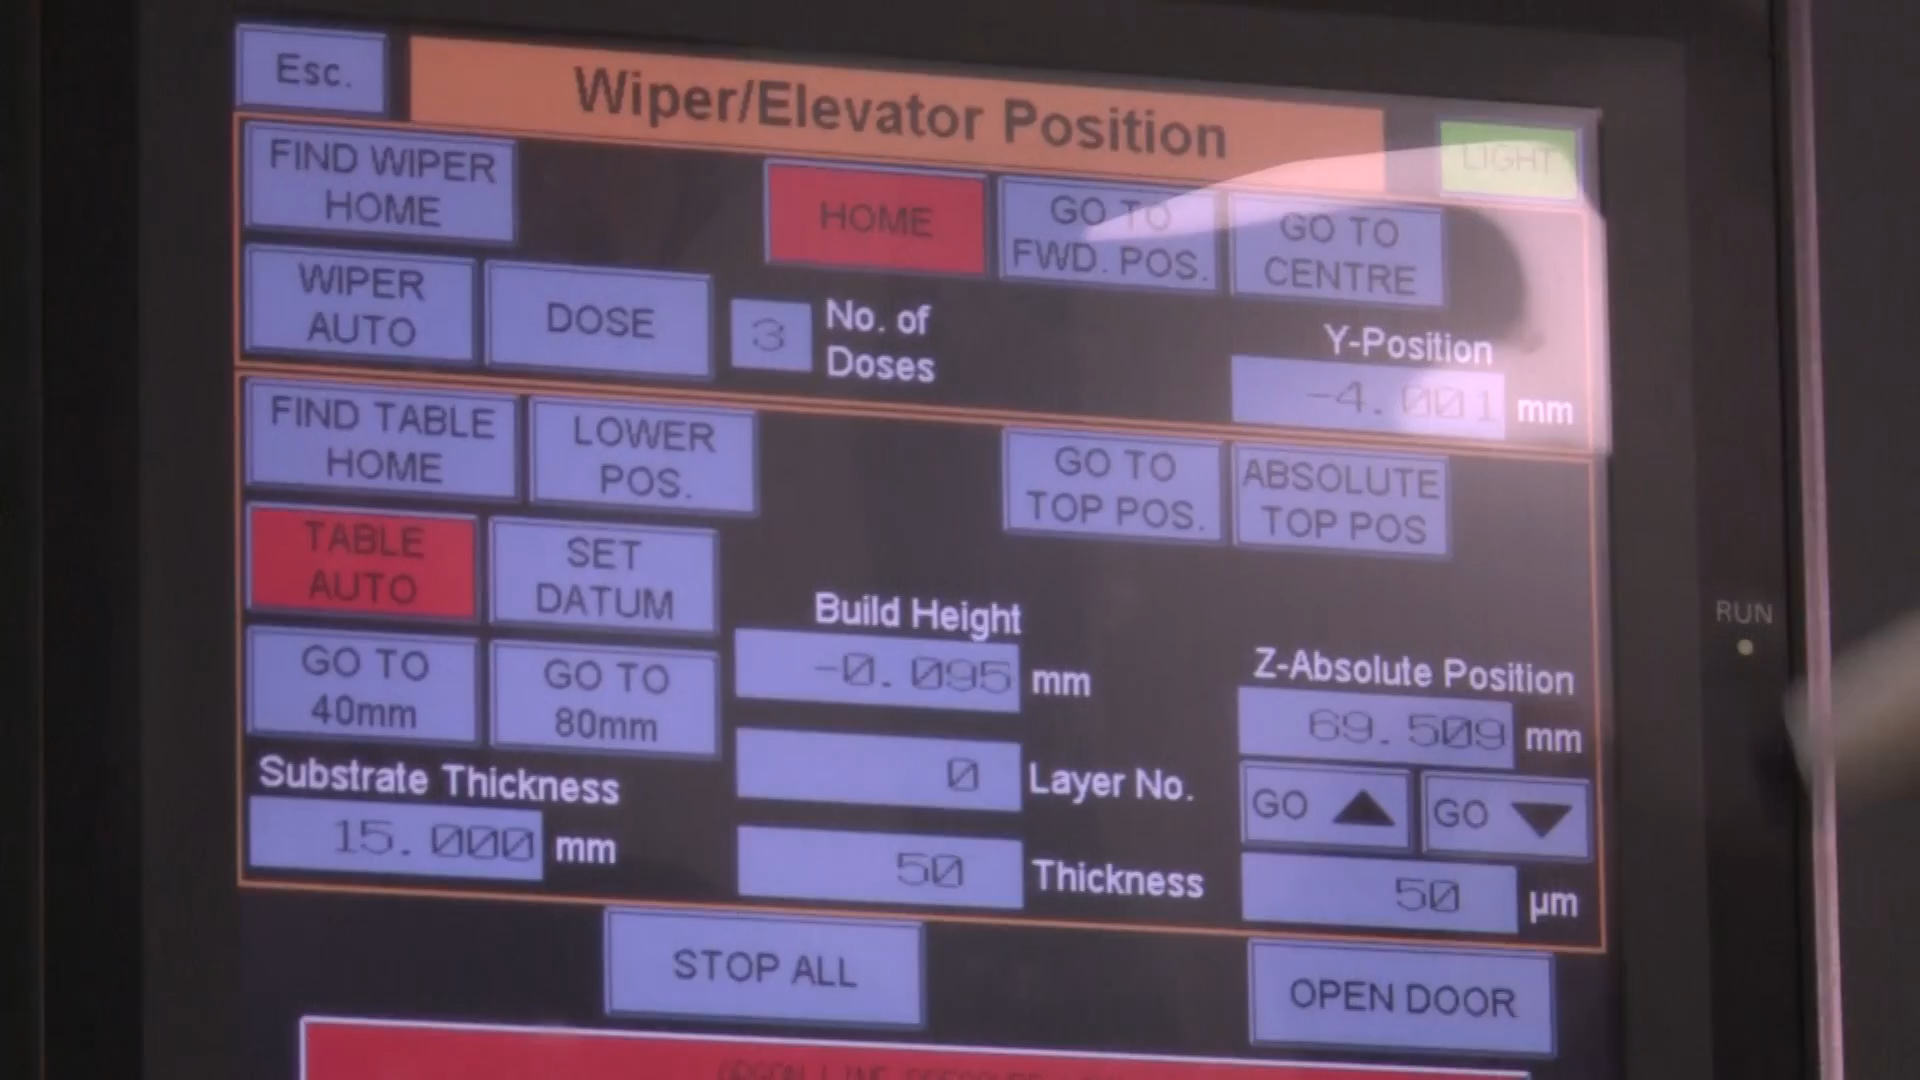 Esc.
Wiper/Elevator Position
LIGHT
FIND WIPER
HOME
HOME
GO TO
FWD. POS.
GO TO
CENTRE
WIPER
AUTO
DOSE
3
No. of
Doses
Y-Position
-4.001 mm
FIND TABLE
HOME
LOWER
POS.
GO TO
TOP POS.
ABSOLUTE
TOP POS
TABLE
AUTO
SET
DATUM
Build Height
-0.095 mm
Z-Absolute Position
69.509 mm
GO TO
40mm
GO TO
80mm
0 Layer No.
GO
GO
Substrate Thickness
15.000 mm
50 Thickness
50 µm
STOP ALL
OPEN DOOR
RUN
ARGON LINE